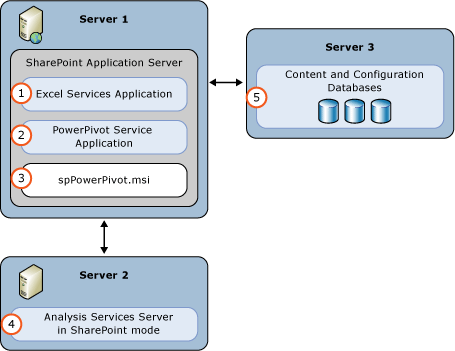 Server 1
SharePoint Application Server
1 Excel Services Application
2 PowerPivot Service
Application
3 spPowerPivot.msi
Server 3
Content and Configuration
Databases
5
Server 2
4 Analysis Services Server
in SharePoint mode